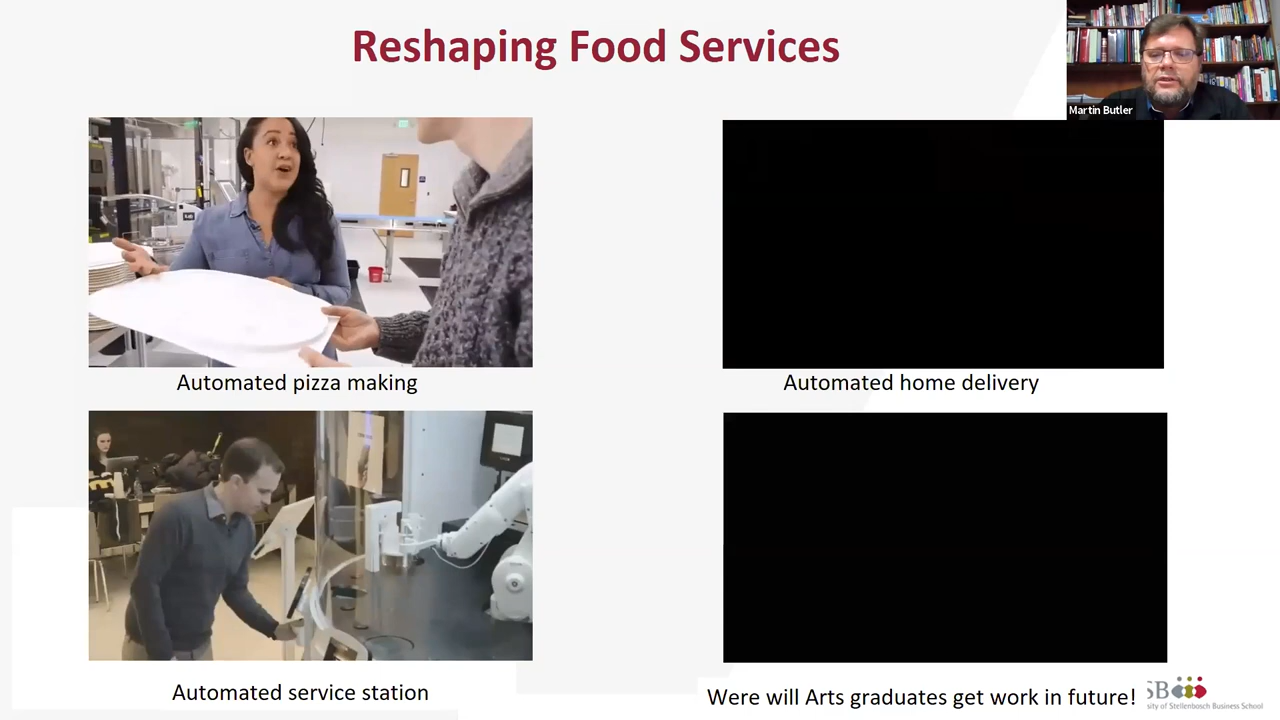 Reshaping Food Services
Martin Butler
Automated pizza making
Automated home delivery
Automated service station
Were will Arts graduates get work in future!
SB
sity of Stellenbosch Business School